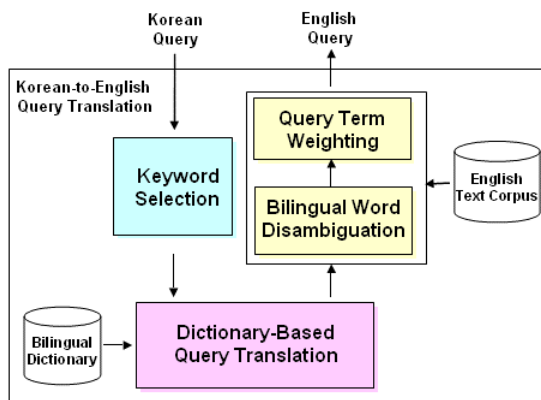 Korean
Query
English
Query
Korean-to-English
Query Translation
Keyword
Selection
Query Term
Weighting
Bilingual Word
Disambiguation
English
Text Corpus
Bilingual
Dictionary
Dictionary-Based
Query Translation